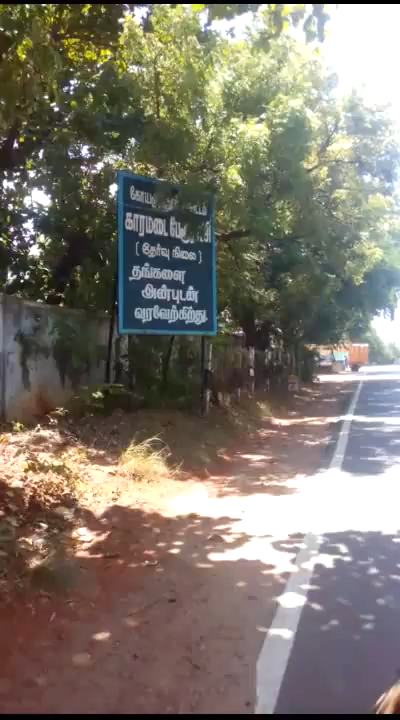 காரமடை
( தேர்வு நிலை )
தங்களை
அன்புடன்
வரவேற்கிறது.